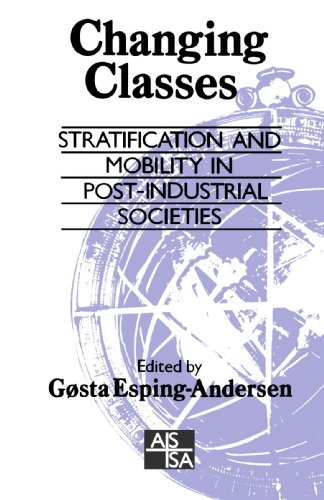 Changing
Classes
STRATIFICATION AND
MOBILITY IN
POST-INDUSTRIAL
SOCIETIES
Edited by
Gøsta Esping-Andersen
AIS
ISA